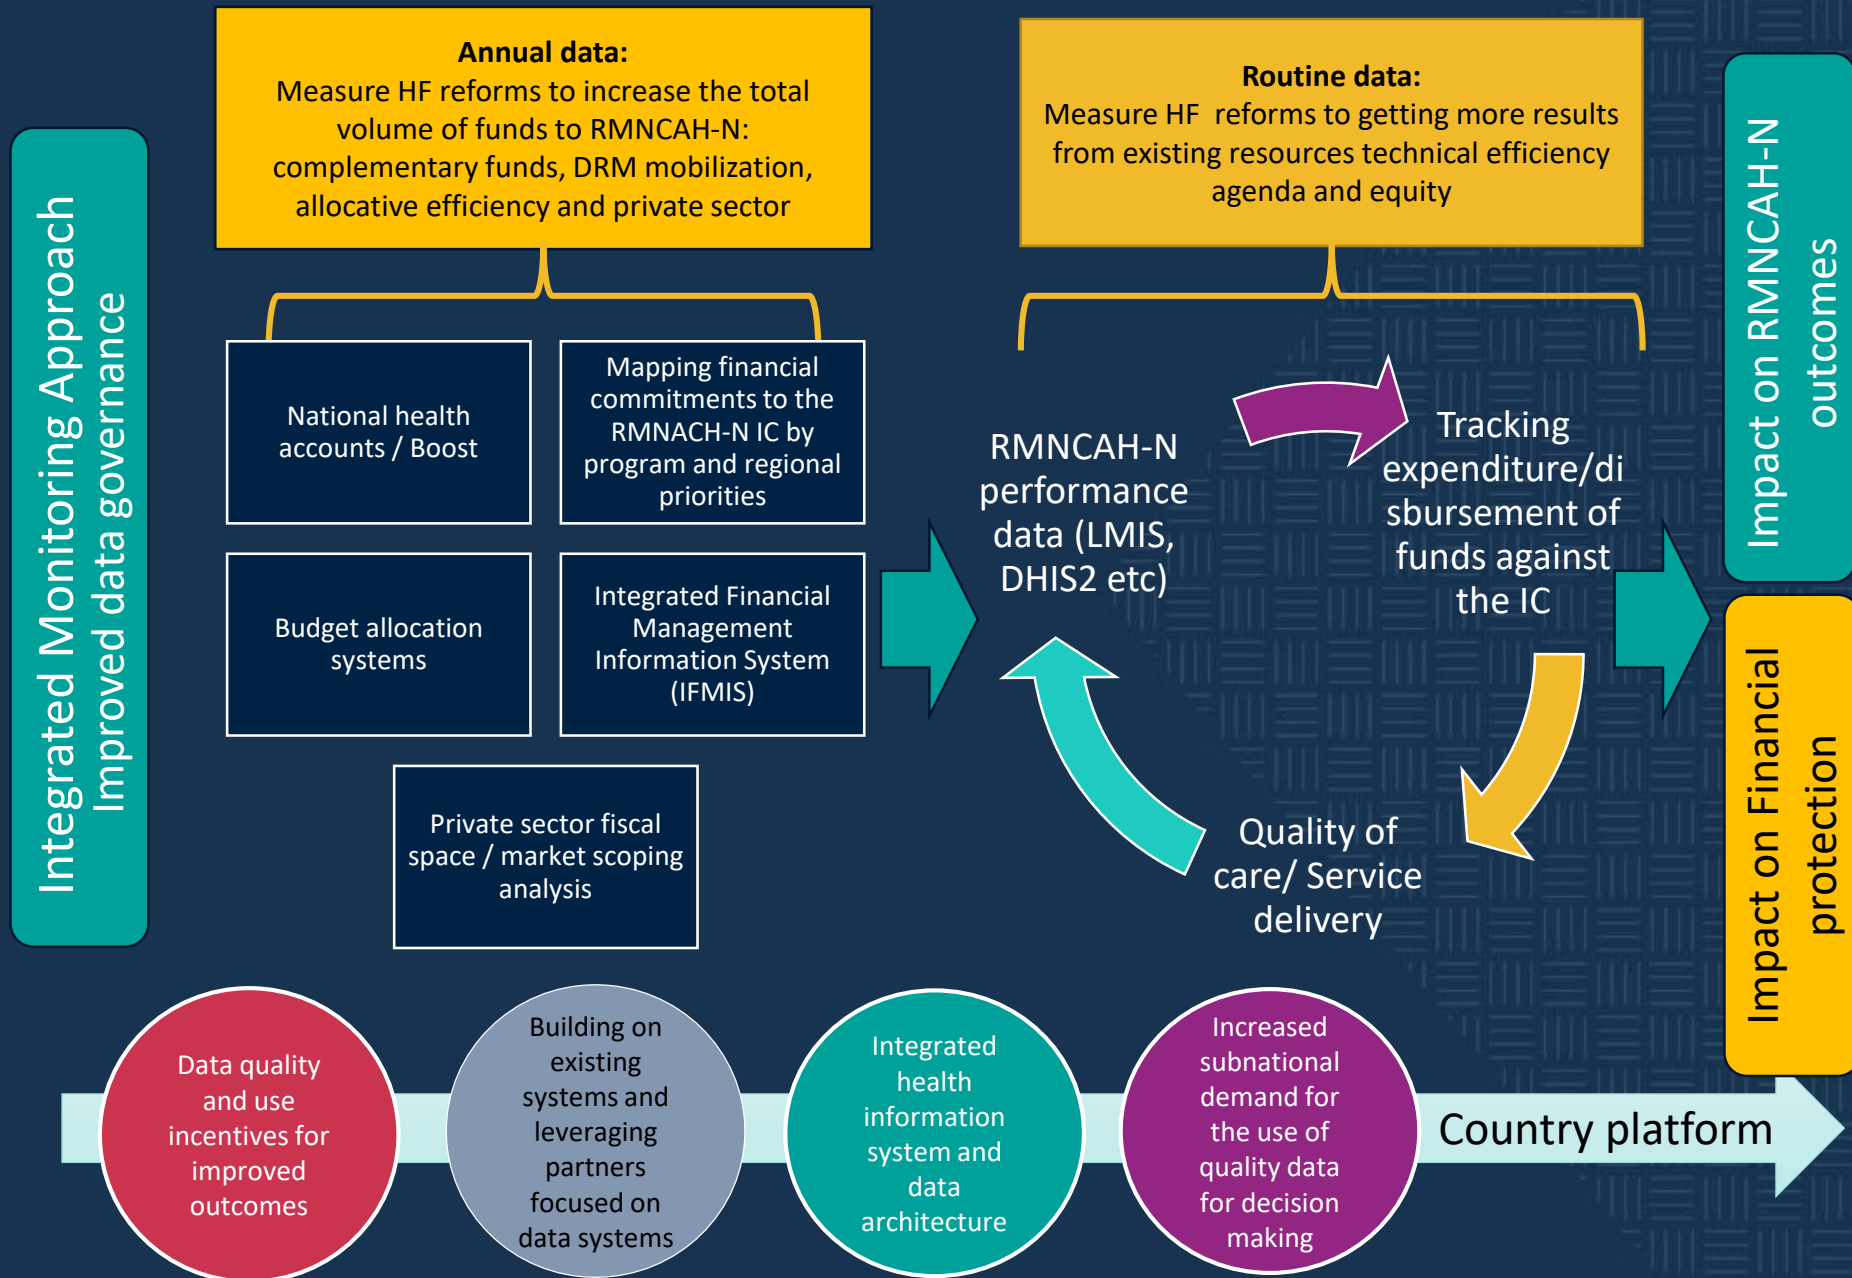 Integrated Monitoring Approach
Improved data governance
Annual data:
Measure HF reforms to increase the total
volume of funds to RMNCAH-N:
complementary funds, DRM mobilization,
allocative efficiency and private sector
Routine data:
Measure HF  reforms to getting more results
from existing resources technical efficiency
agenda and equity
National health
accounts / Boost
Mapping financial
commitments to the
RMNACH-N IC by
program and regional
priorities
Budget allocation
systems
Integrated Financial
Management
Information System
(IFMIS)
Private sector fiscal
space / market scoping
analysis
RMNCAH-N
performance
data (LMIS,
DHIS2 etc)
Tracking
expenditure/di
sbursement of
funds against
the IC
Quality of
care/ Service
delivery
Impact on RMNCAH-N
outcomes
Impact on Financial
protection
Data quality
and use
incentives for
improved
outcomes
Building on
existing
systems and
leveraging
partners
focused on
data systems
Integrated
health
information
system and
data
architecture
Increased
subnational
demand for
the use of
quality data
for decision
making
Country platform